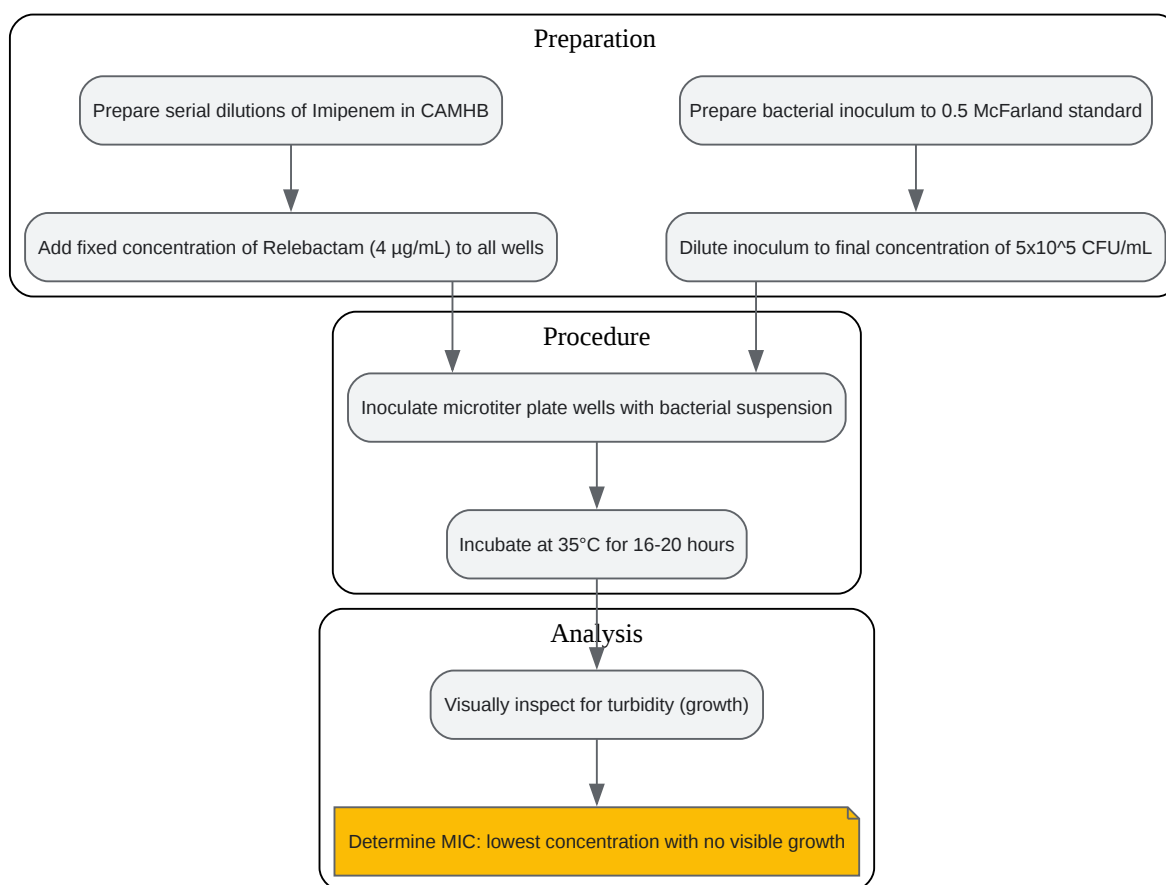 Preparation
Prepare serial dilutions of Imipenem in CAMHB
Prepare bacterial inoculum to 0.5 McFarland standard
Add fixed concentration of Relebactam (4 µg/mL) to all wells
Dilute inoculum to final concentration of 5x10^5 CFU/mL
Procedure
Inoculate microtiter plate wells with bacterial suspension
Incubate at 35°C for 16-20 hours
Analysis
Visually inspect for turbidity (growth)
Determine MIC: lowest concentration with no visible growth